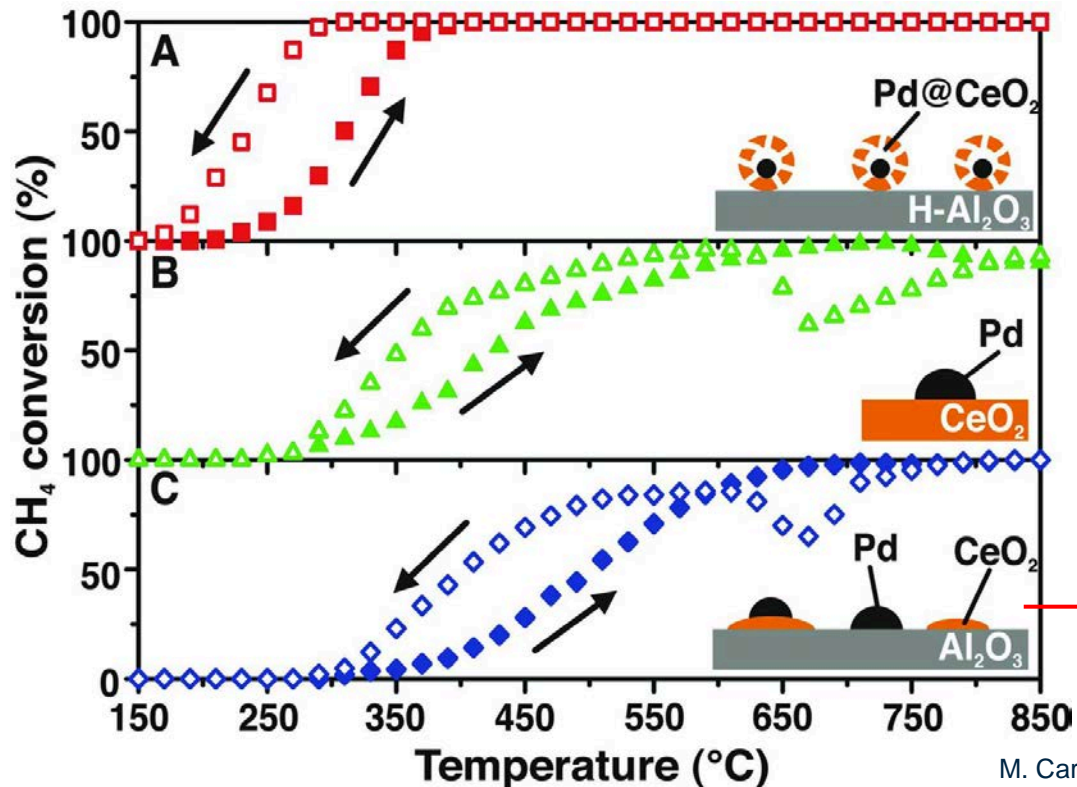 100
A
50
Pd@CeO₂
H-Al₂O₃
CH₄ conversion (%)
100
B
50
Pd
CeO₂
100
C
50
Pd
CeO₂
Al₂O₃
0
150 250 350 450 550 650 750 850
Temperature (°C)
M. Car